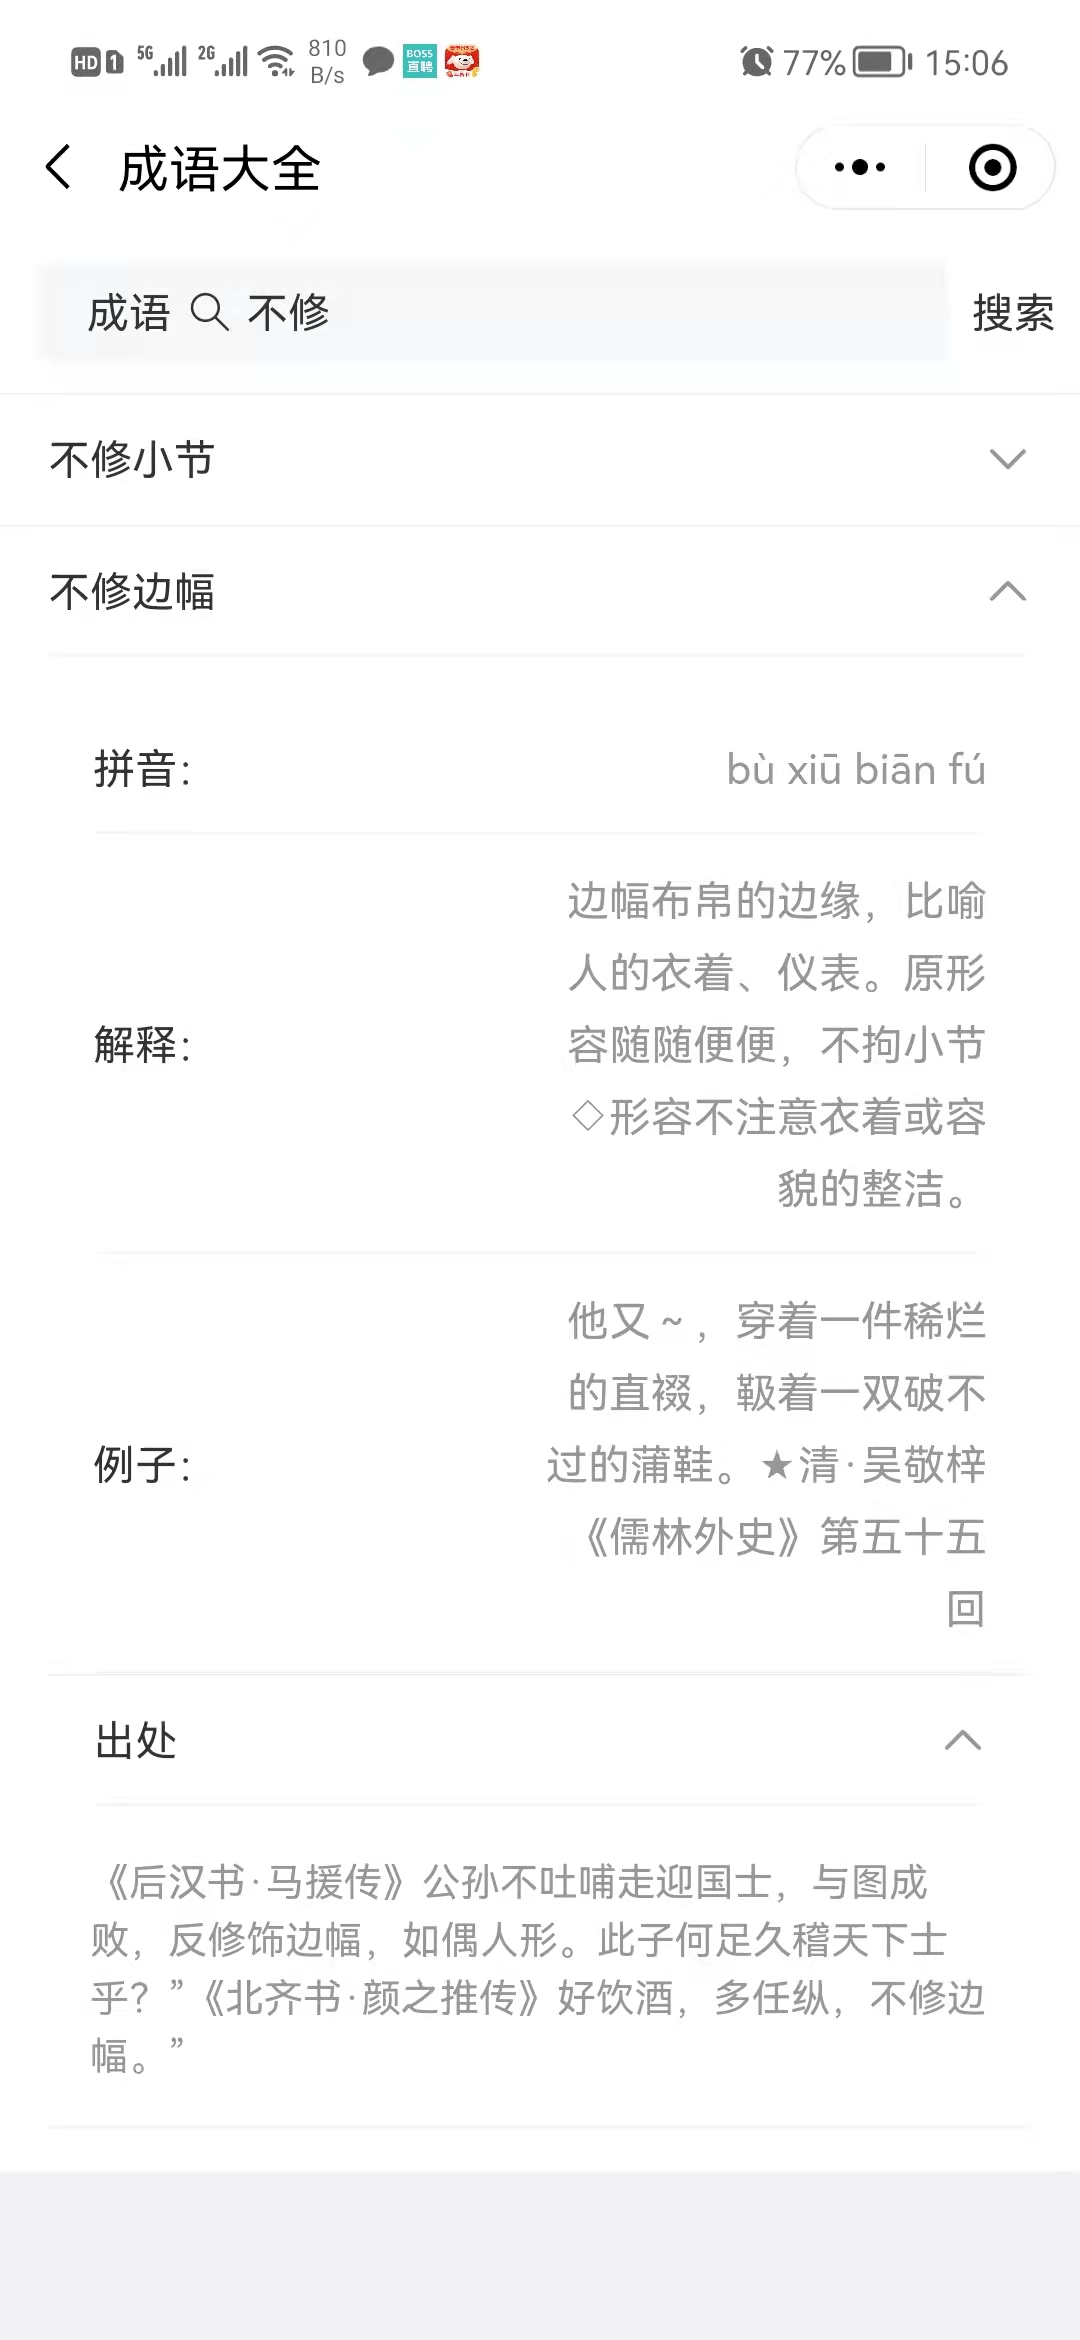 HD 1 5G 2G 810 B/s BOSS直聘 77% 15:06
成语大全
成语 不修 搜索
不修小节
不修边幅
拼音: bù xiū biān fú
边幅布帛的边缘，比喻
人的衣着、仪表。原形
解释: 容随随便便，不拘小节
◇形容不注意衣着或容
貌的整洁。
他又~，穿着一件稀烂
的直裰，靸着一双破不
例子: 过的蒲鞋。★清·吴敬梓
《儒林外史》第五十五
回
出处
《后汉书·马援传》公孙不吐哺走迎国士，与图成
败，反修饰边幅，如偶人形。此子何足久稽天下士
乎？”《北齐书·颜之推传》好饮酒，多任纵，不修边
幅。”